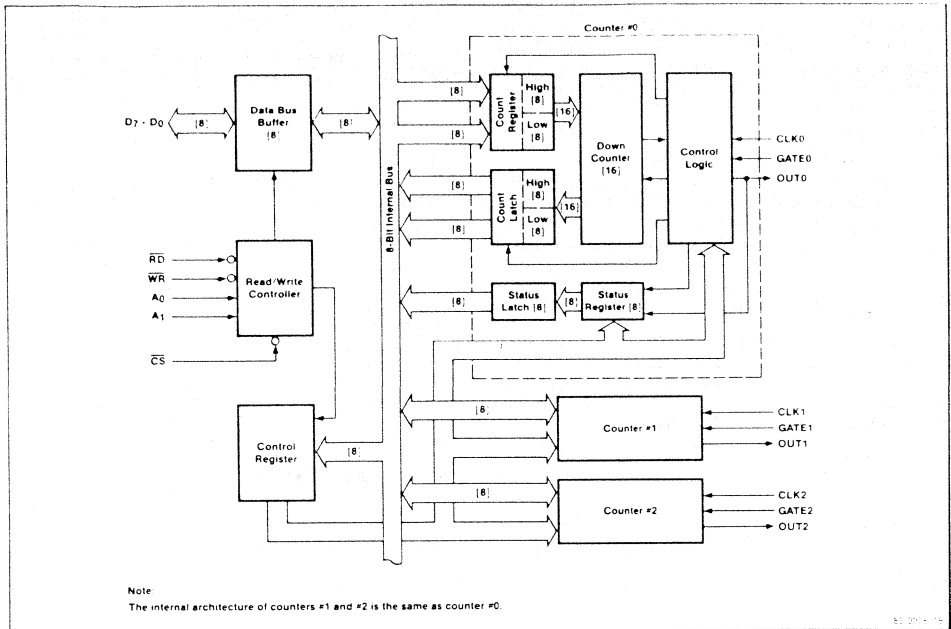 Counter #0
D7 - D0
[8]
Data Bus
Buffer
[8]
[8]
8-Bit Internal Bus
[8]
[8]
Count
Register
High
[8]
Low
[8]
[16]
Down
Counter
[16]
Control
Logic
CLK0
GATE0
OUT0
[8]
[8]
Count
Latch
High
[8]
Low
[8]
[16]
RD
WR
A0
A1
CS
Read/Write
Controller
[8]
Status
Latch [8]
[8]
Status
Register [8]
Control
Register
[8]
[8]
Counter #1
CLK1
GATE1
OUT1
[8]
Counter #2
CLK2
GATE2
OUT2
Note:
The internal architecture of counters #1 and #2 is the same as counter #0.